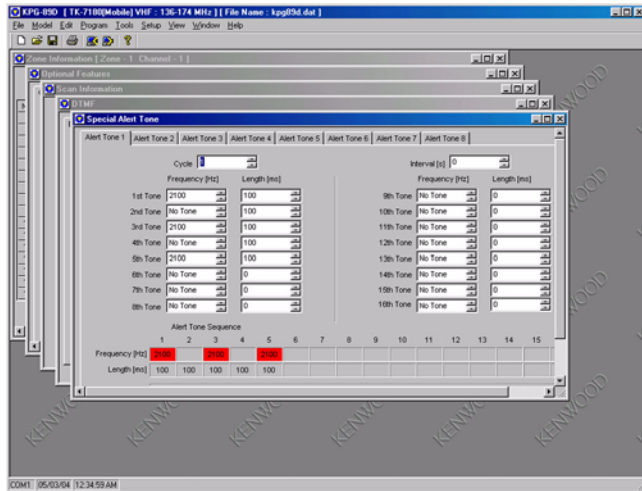 KPG-89D [ TK-7180[Mobile] VHF : 136-174 MHz ] [ File Name : kpg89d.dat ]
File Model Edit Program Tools Setup View Window Help
Zone Information [ Zone - 1 Channel - 1 ]
Optional Features
Scan Information
DTMF
Special Alert Tone
Alert Tone 1 Alert Tone 2 Alert Tone 3 Alert Tone 4 Alert Tone 5 Alert Tone 6 Alert Tone 7 Alert Tone 8
Cycle Interval [s] 0
Frequency [Hz] Length [ms] Frequency [Hz] Length [ms]
1st Tone 2100 100 9th Tone No Tone 0
2nd Tone No Tone 100 10th Tone No Tone 0
3rd Tone 2100 100 11th Tone No Tone 0
4th Tone No Tone 100 12th Tone No Tone 0
5th Tone 2100 100 13th Tone No Tone 0
6th Tone No Tone 0 14th Tone No Tone 0
7th Tone No Tone 0 15th Tone No Tone 0
8th Tone No Tone 0 16th Tone No Tone 0
Alert Tone Sequence
1 2 3 4 5 6 7 8 9 10 11 12 13 14 15
Frequency [Hz] 2100 2100 2100
Length [ms] 100 100 100 100 100
KENWOOD KENWOOD KENWOOD KENWOOD
COM1 05/03/04 12:34:59 AM